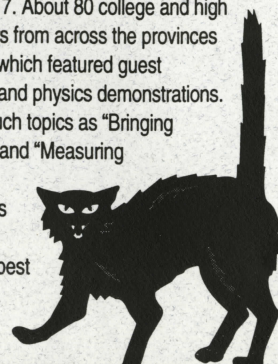 7. About 80 college and high
s from across the provinces
which featured guest
and physics demonstrations.
uch topics as “Bringing
and “Measuring
s
best